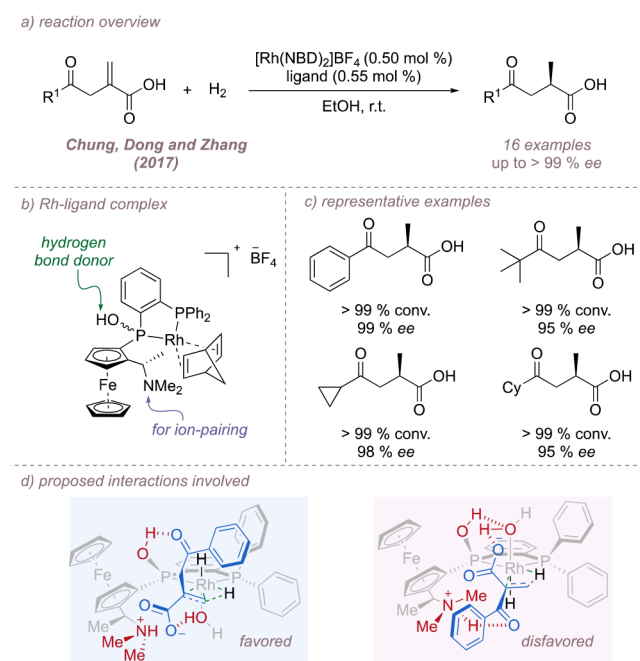 a) reaction overview
O
R1
OH
O
+ H2
[Rh(NBD)2]BF4 (0.50 mol %)
ligand (0.55 mol %)
EtOH, r.t.
O
R1
OH
O
Chung, Dong and Zhang
(2017)
16 examples
up to > 99 % ee
b) Rh-ligand complex
hydrogen
bond donor
+
BF4
−
HO
P
PPh2
Rh
Fe
NMe2
for ion-pairing
c) representative examples
O
OH
O
> 99 % conv.
99 % ee
O
OH
O
> 99 % conv.
95 % ee
O
OH
O
> 99 % conv.
98 % ee
O
Cy
OH
O
> 99 % conv.
95 % ee
d) proposed interactions involved
H
O
O
H
Fe
P
Rh
P
H
O
O
−
HO
H
Me
NH
+
Me
Me
favored
H
O
H
O
H
O
−
O
Fe
P
Rh
P
H
H
Me
N
+
Me
Me
H
O
disfavored